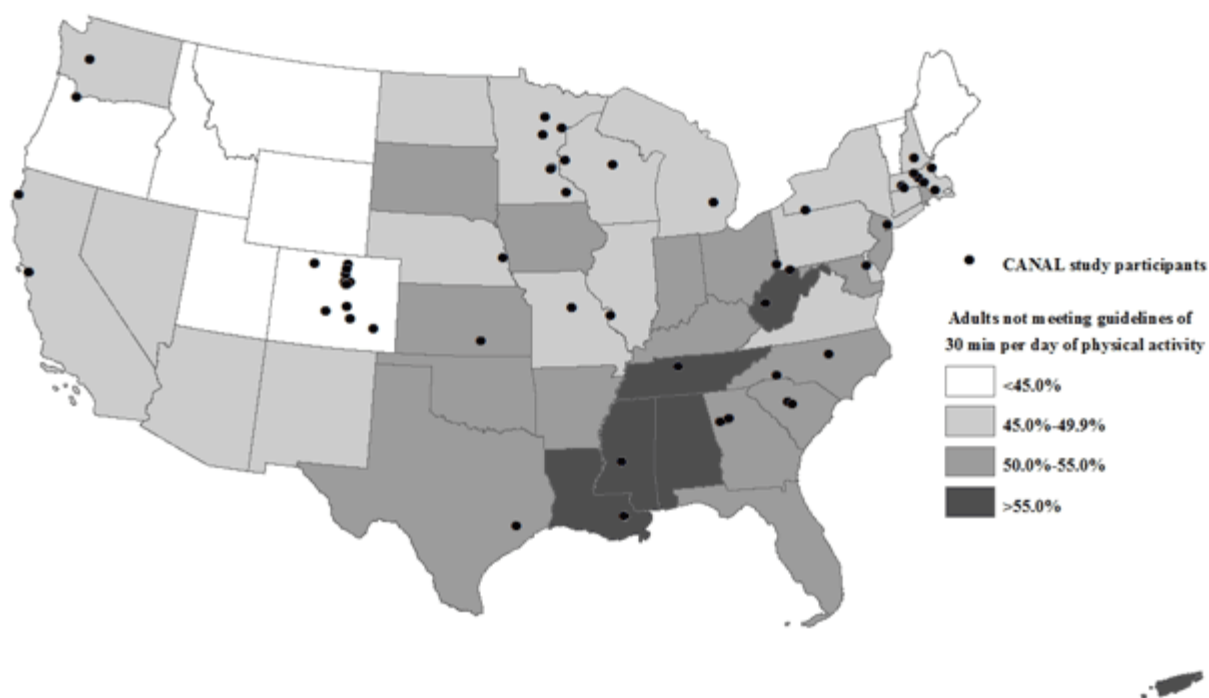 CANAL study participants
Adults not meeting guidelines of
30 min per day of physical activity
<45.0%
45.0%-49.9%
50.0%-55.0%
>55.0%